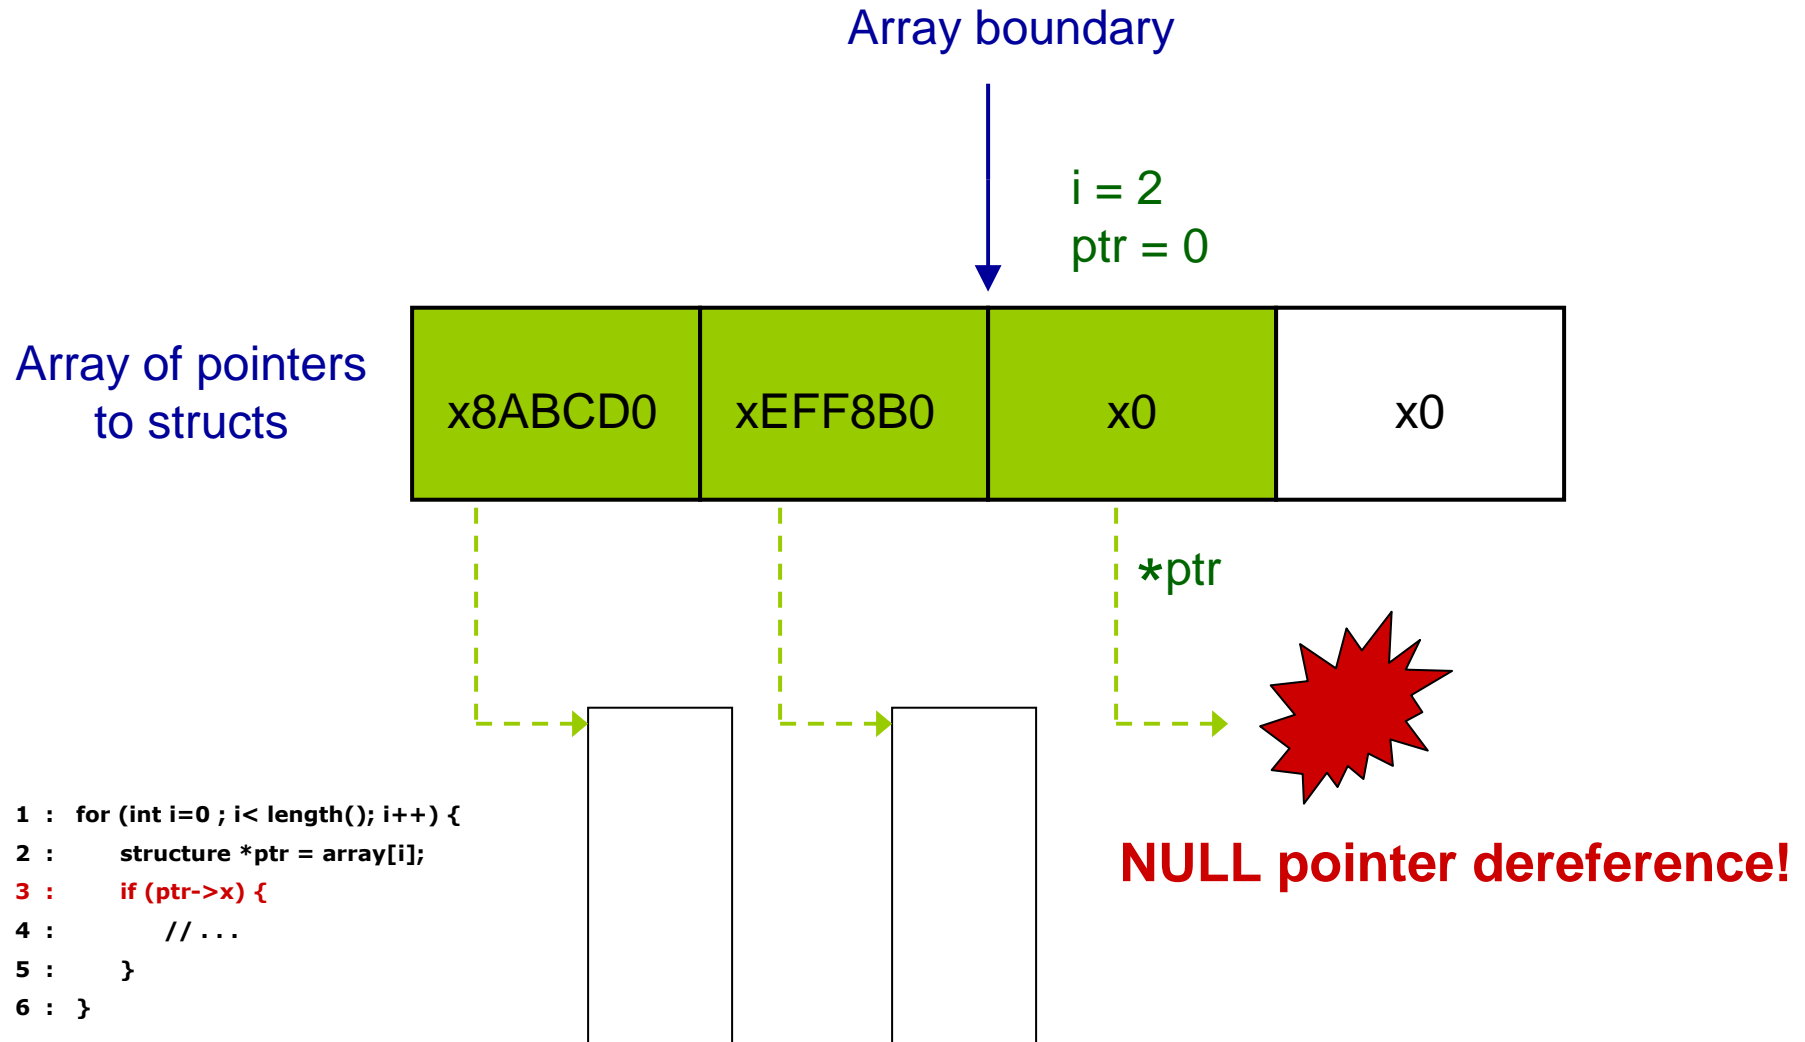 Array boundary
i = 2
ptr = 0
Array of pointers
to structs
x8ABCD0 xEFF8B0 x0 x0
*ptr
1 : for (int i=0 ; i< length(); i++) {
2 : structure *ptr = array[i];
3 : if (ptr->x) {
4 : // . . .
5 : }
6 : }
NULL pointer dereference!